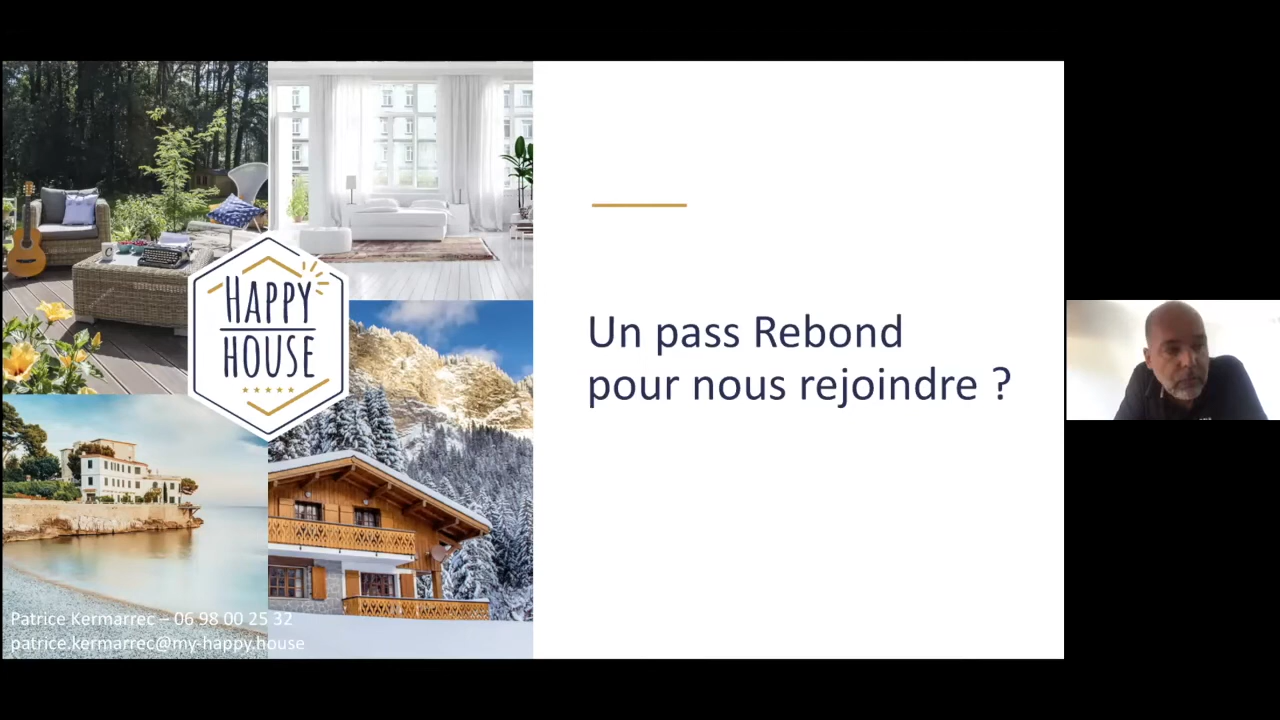 HAPPY
HOUSE
Un pass Rebond
pour nous rejoindre ?
Patrice Kermarrec – 06 98 00 25 32
patrice.kermarrec@my-happy.house